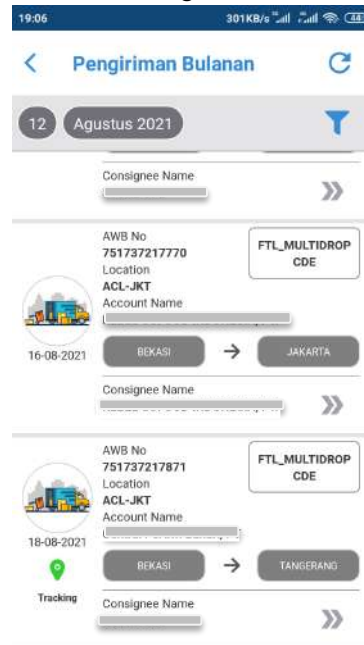 19:06
301KB/s
44
Pengiriman Bulanan
12
Agustus 2021
Consignee Name
AWB No
751737217770
Location
ACL-JKT
Account Name
FTL_MULTIDROP
CDE
16-08-2021
BEKASI
JAKARTA
Consignee Name
AWB No
751737217871
Location
ACL-JKT
Account Name
FTL_MULTIDROP
CDE
18-08-2021
BEKASI
TANGERANG
Tracking
Consignee Name